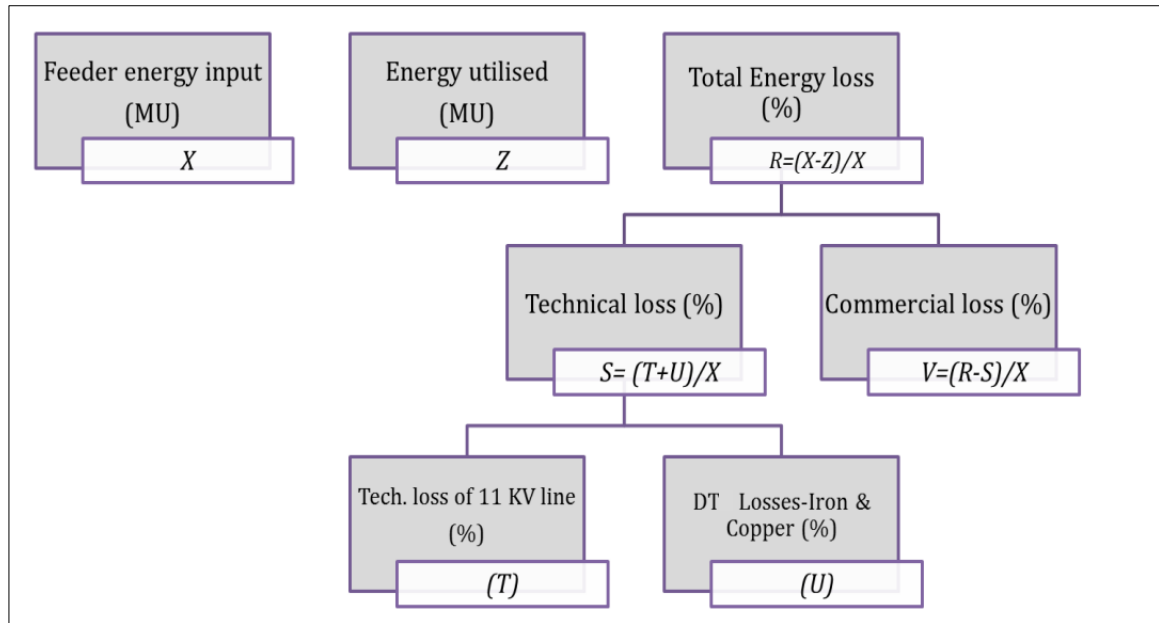 Feeder energy input
(MU)
X
Energy utilised
(MU)
Z
Total Energy loss
(%)
R=(X-Z)/X
Technical loss (%)
S= (T+U)/X
Commercial loss (%)
V=(R-S)/X
Tech. loss of 11 KV line
(%)
(T)
DT Losses-Iron &
Copper (%)
(U)